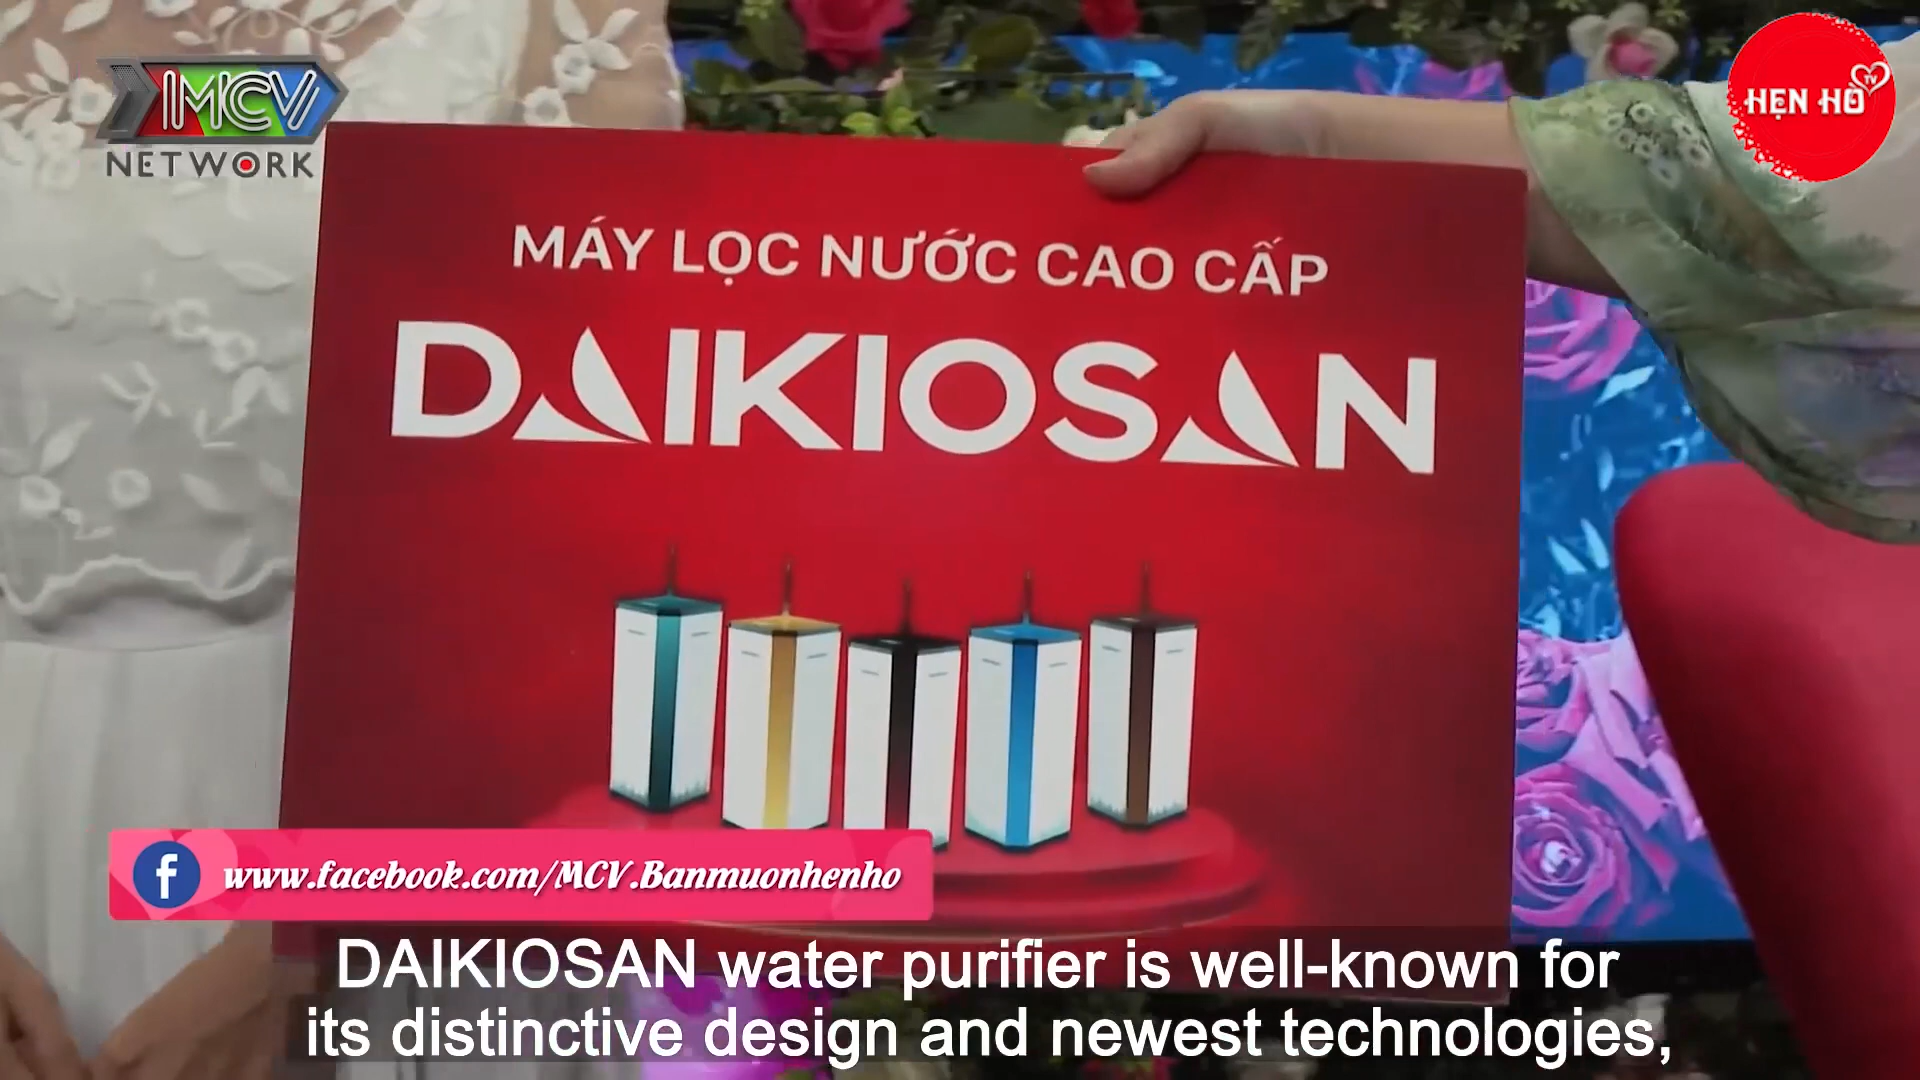 MCV
NETWORK
HẸN HÒ
TV
MÁY LỌC NƯỚC CAO CẤP
DAIKIOSAN
www.facebook.com/MCV.Banmuonhenho
DAIKIOSAN water purifier is well-known for
its distinctive design and newest technologies,